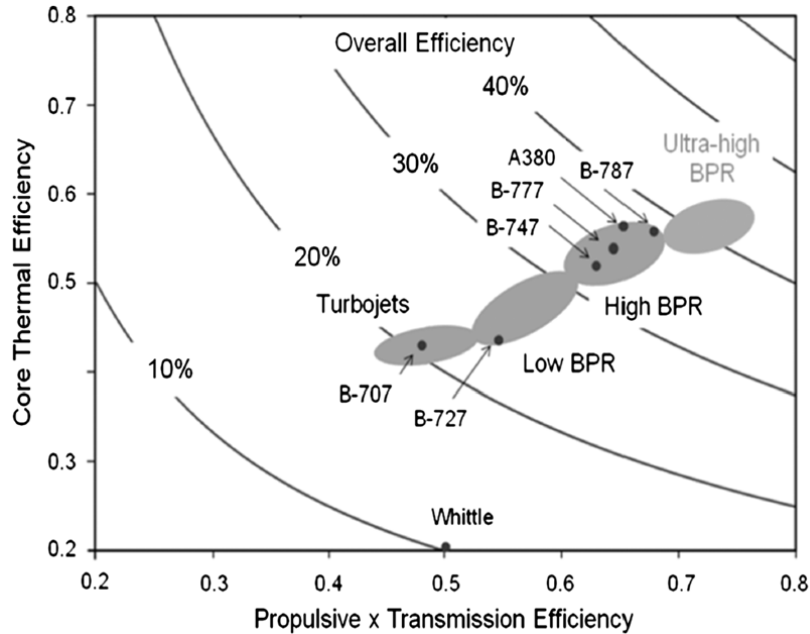 0.8
Overall Efficiency
40%
0.7
Ultra-high
BPR
A380
B-787
30%
B-777
0.6
B-747
20%
0.5
Turbojets
High BPR
10%
Low BPR
B-707
B-727
0.3
Whittle
0.2
0.2
0.3
0.4
0.5
0.6
0.7
0.8
Core Thermal Efficiency
Propulsive x Transmission Efficiency